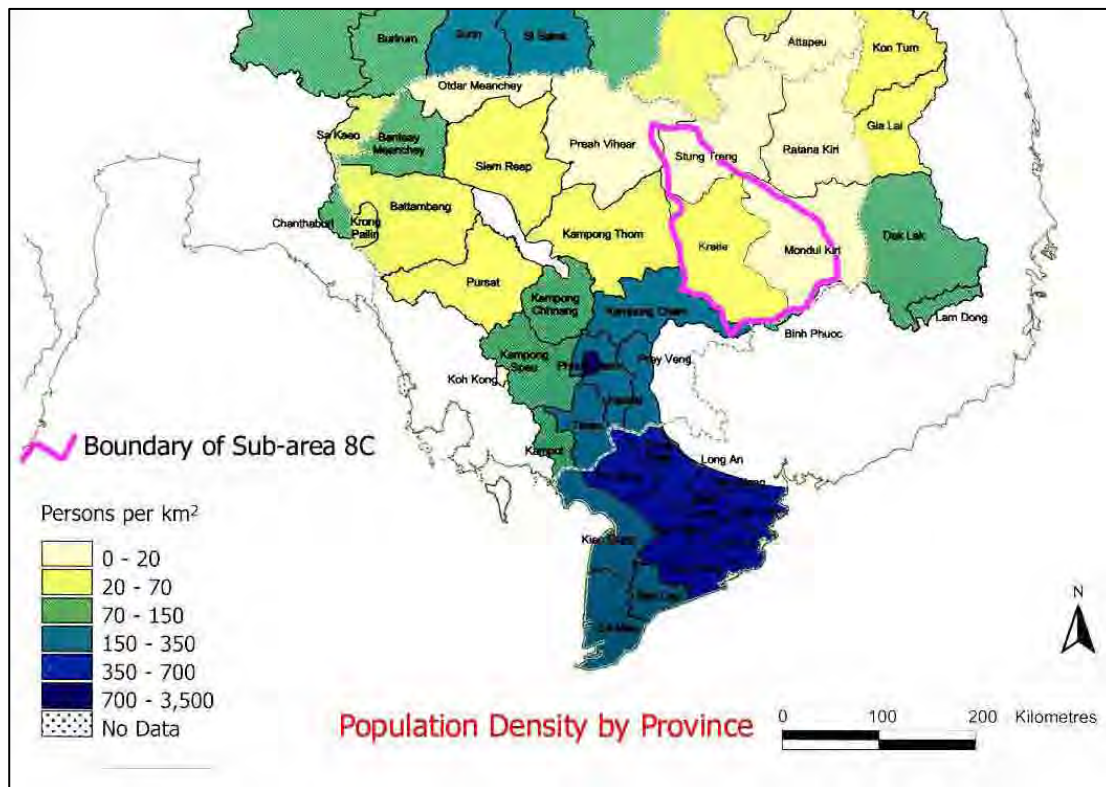 Burirum
Surin
Si Saket
Attapeu
Kon Tum
Otdar Meanchey
Sa Kaeo
Banteay
Meanchey
Preah Vihear
Gia Lai
Siem Reap
Stung Treng
Ratana Kiri
Battambang
Chanthaburi
Krong
Pailin
Kampong Thom
Kratie
Mondul Kiri
Dak Lak
Pursat
Kampong
Chhnang
Kampong Cham
Lam Dong
Binh Phuoc
Kampong
Speu
Prey Veng
Koh Kong
Takeo
Kampot
Boundary of Sub-area 8C
Long An
Persons per km²
Kien Giang
0 - 20
20 - 70
70 - 150
150 - 350
350 - 700
700 - 3,500
No Data
Ca Mau
N
Population Density by Province
0 100 200 Kilometres